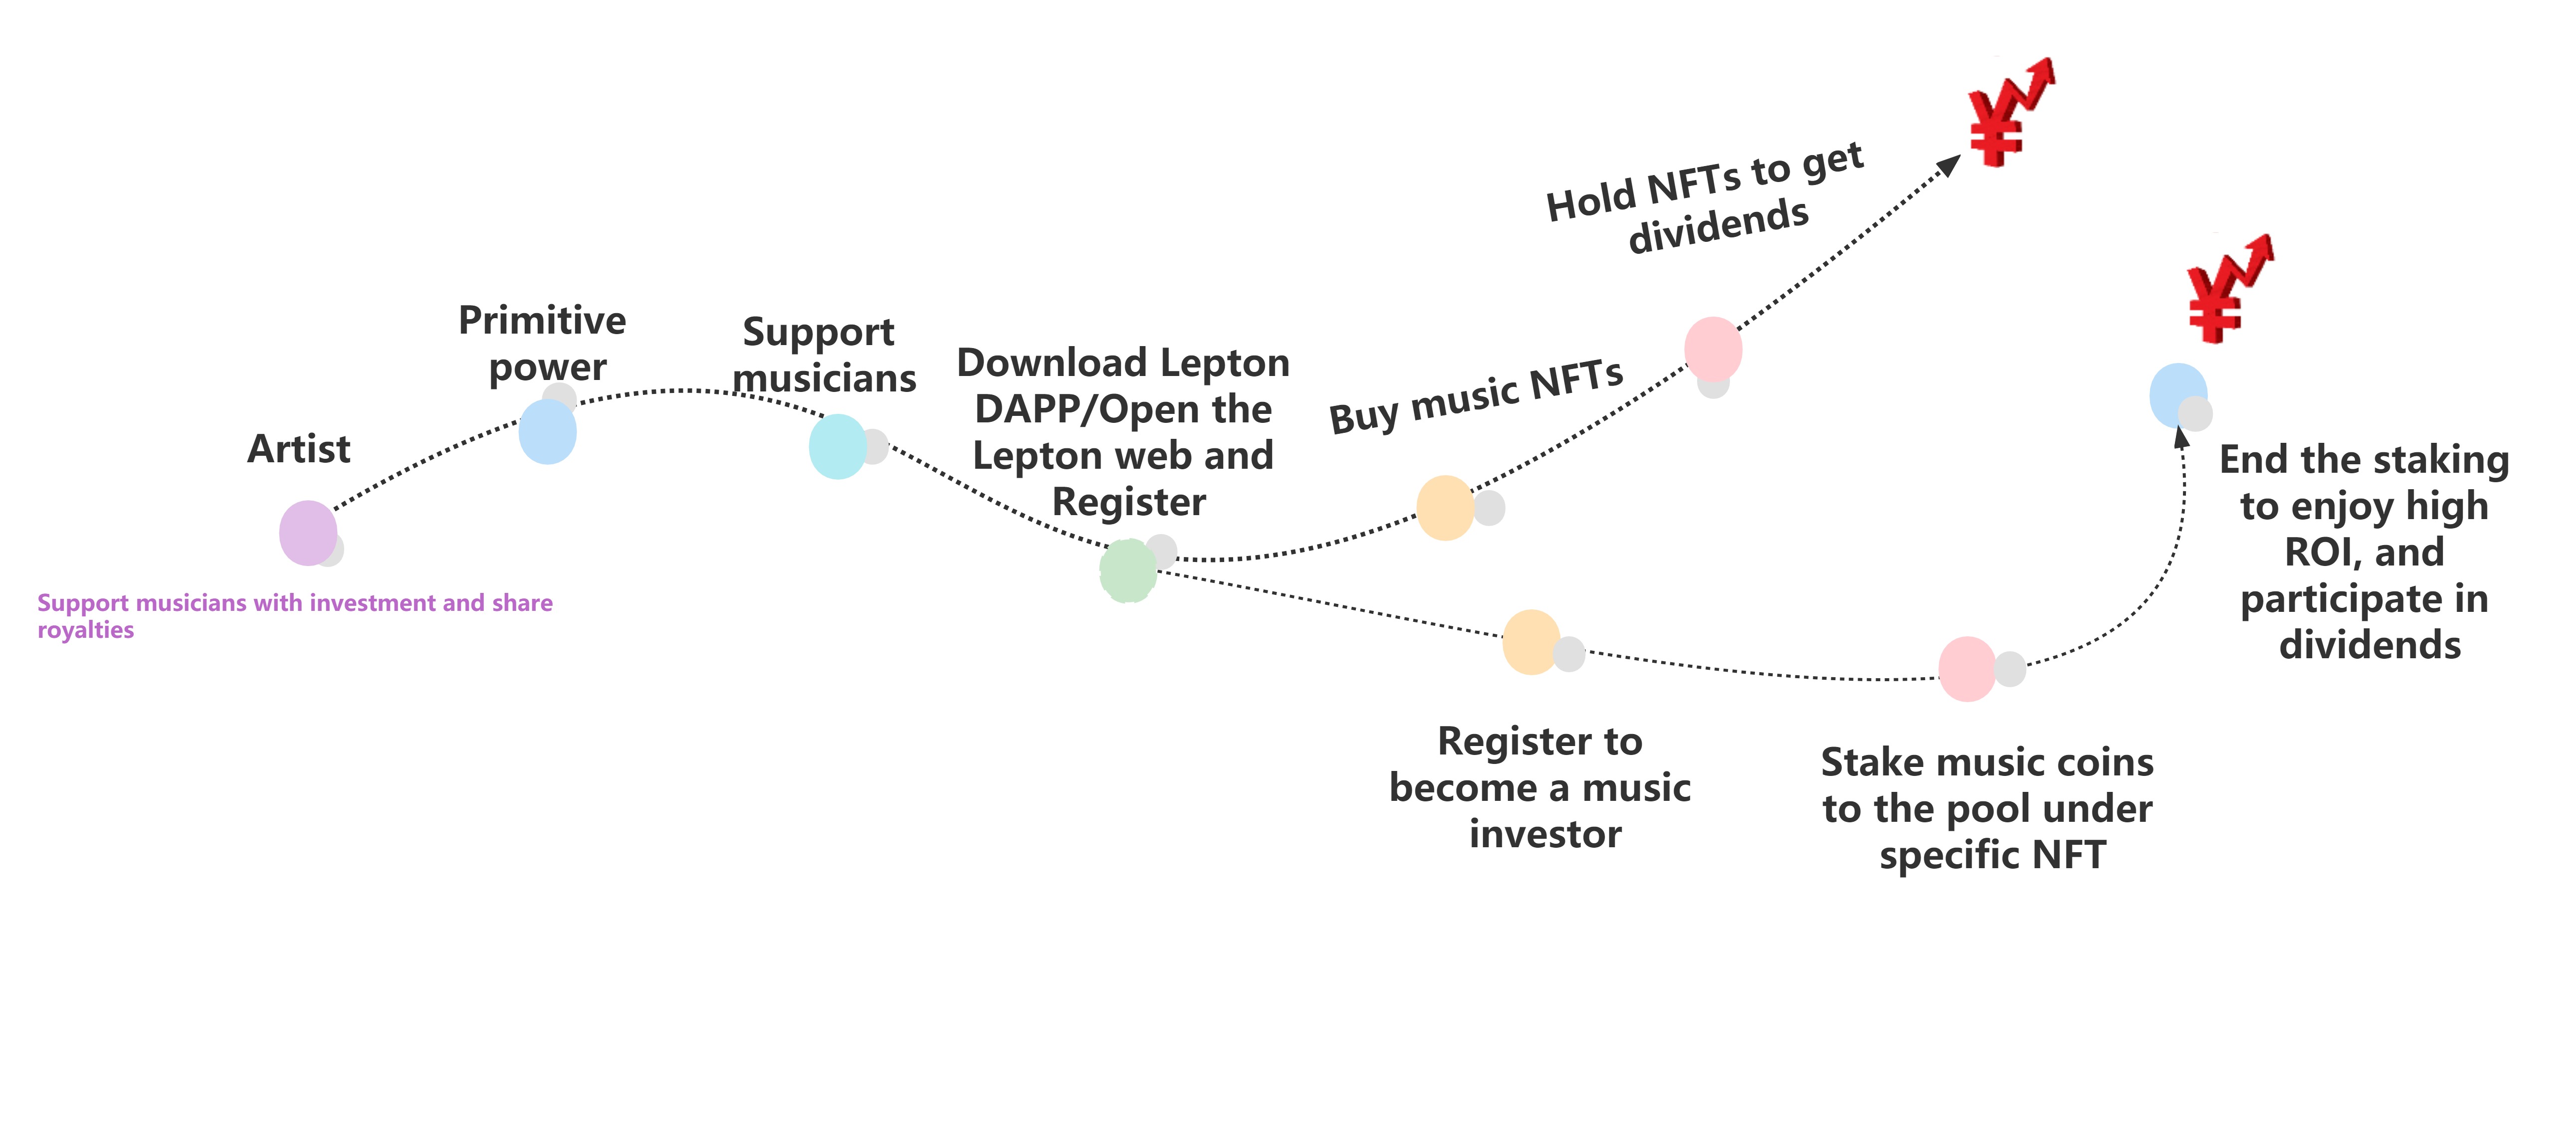 Artist
Support musicians with investment and share
royalties
Primitive
power
Support
musicians
Download Lepton
DAPP/Open the
Lepton web and
Register
Buy music NFTs
Hold NFTs to get
dividends
¥
Register to
become a music
investor
Stake music coins
to the pool under
specific NFT
End the staking
to enjoy high
ROI, and
participate in
dividends
¥